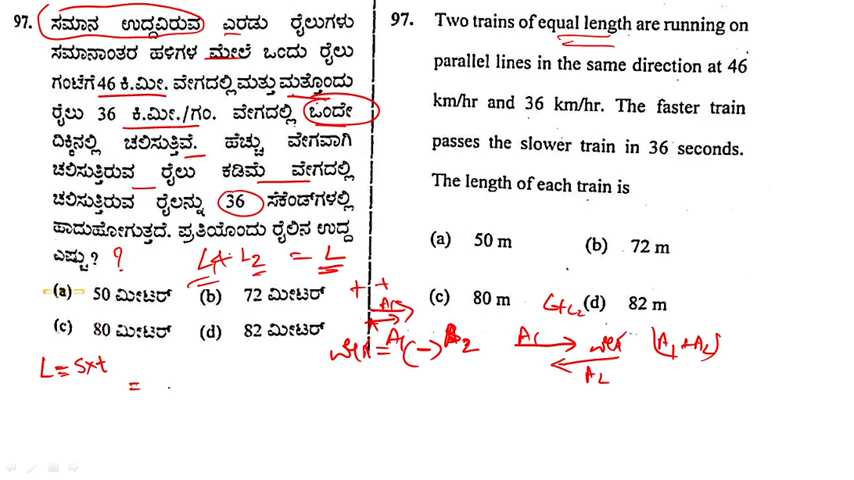 97. ಸಮಾನ ಉದ್ದವಿರುವ ಎರಡು ರೈಲುಗಳು
ಸಮಾನಾಂತರ ಹಳಿಗಳ ಮೇಲೆ ಒಂದು ರೈಲು
ಗಂಟೆಗೆ 46 ಕಿ.ಮೀ. ವೇಗದಲ್ಲಿ ಮತ್ತು ಮತ್ತೊಂದು
ರೈಲು 36 ಕಿ.ಮೀ./ಗಂ. ವೇಗದಲ್ಲಿ ಒಂದೇ
ದಿಕ್ಕಿನಲ್ಲಿ ಚಲಿಸುತ್ತಿವೆ. ಹೆಚ್ಚು ವೇಗವಾಗಿ
ಚಲಿಸುತ್ತಿರುವ ರೈಲು ಕಡಿಮೆ ವೇಗದಲ್ಲಿ
ಚಲಿಸುತ್ತಿರುವ ರೈಲನ್ನು 36 ಸೆಕೆಂಡ್‌ಗಳಲ್ಲಿ
ಹಾದುಹೋಗುತ್ತದೆ. ಪ್ರತಿಯೊಂದು ರೈಲಿನ ಉದ್ದ
ಎಷ್ಟು? ?
L1+ L2 = L
(a) 50 ಮೀಟರ್ (b) 72 ಮೀಟರ್
(c) 80 ಮೀಟರ್ (d) 82 ಮೀಟರ್
L = s×t
=
97. Two trains of equal length are running on
parallel lines in the same direction at 46
km/hr and 36 km/hr. The faster train
passes the slower train in 36 seconds.
The length of each train is
(a) 50 m (b) 72 m
(c) 80 m (d) 82 m